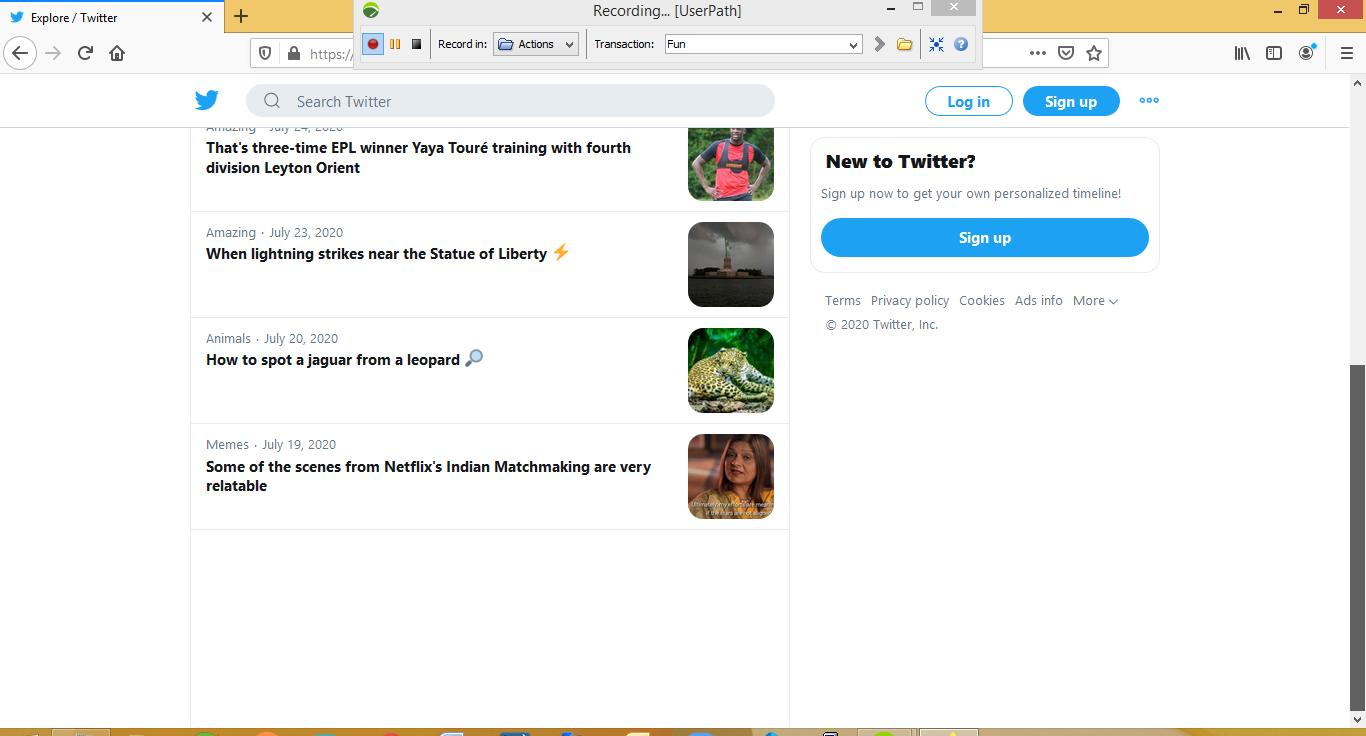 Explore / Twitter
Recording... [UserPath]
Record in:
Actions
Transaction:
Fun
https:/
Search Twitter
Log in
Sign up
Amazing · July 24, 2020
That's three-time EPL winner Yaya Touré training with fourth
division Leyton Orient
Amazing · July 23, 2020
When lightning strikes near the Statue of Liberty ⚡
Animals · July 20, 2020
How to spot a jaguar from a leopard 🔎
Memes · July 19, 2020
Some of the scenes from Netflix's Indian Matchmaking are very
relatable
New to Twitter?
Sign up now to get your own personalized timeline!
Sign up
Terms Privacy policy Cookies Ads info More
© 2020 Twitter, Inc.